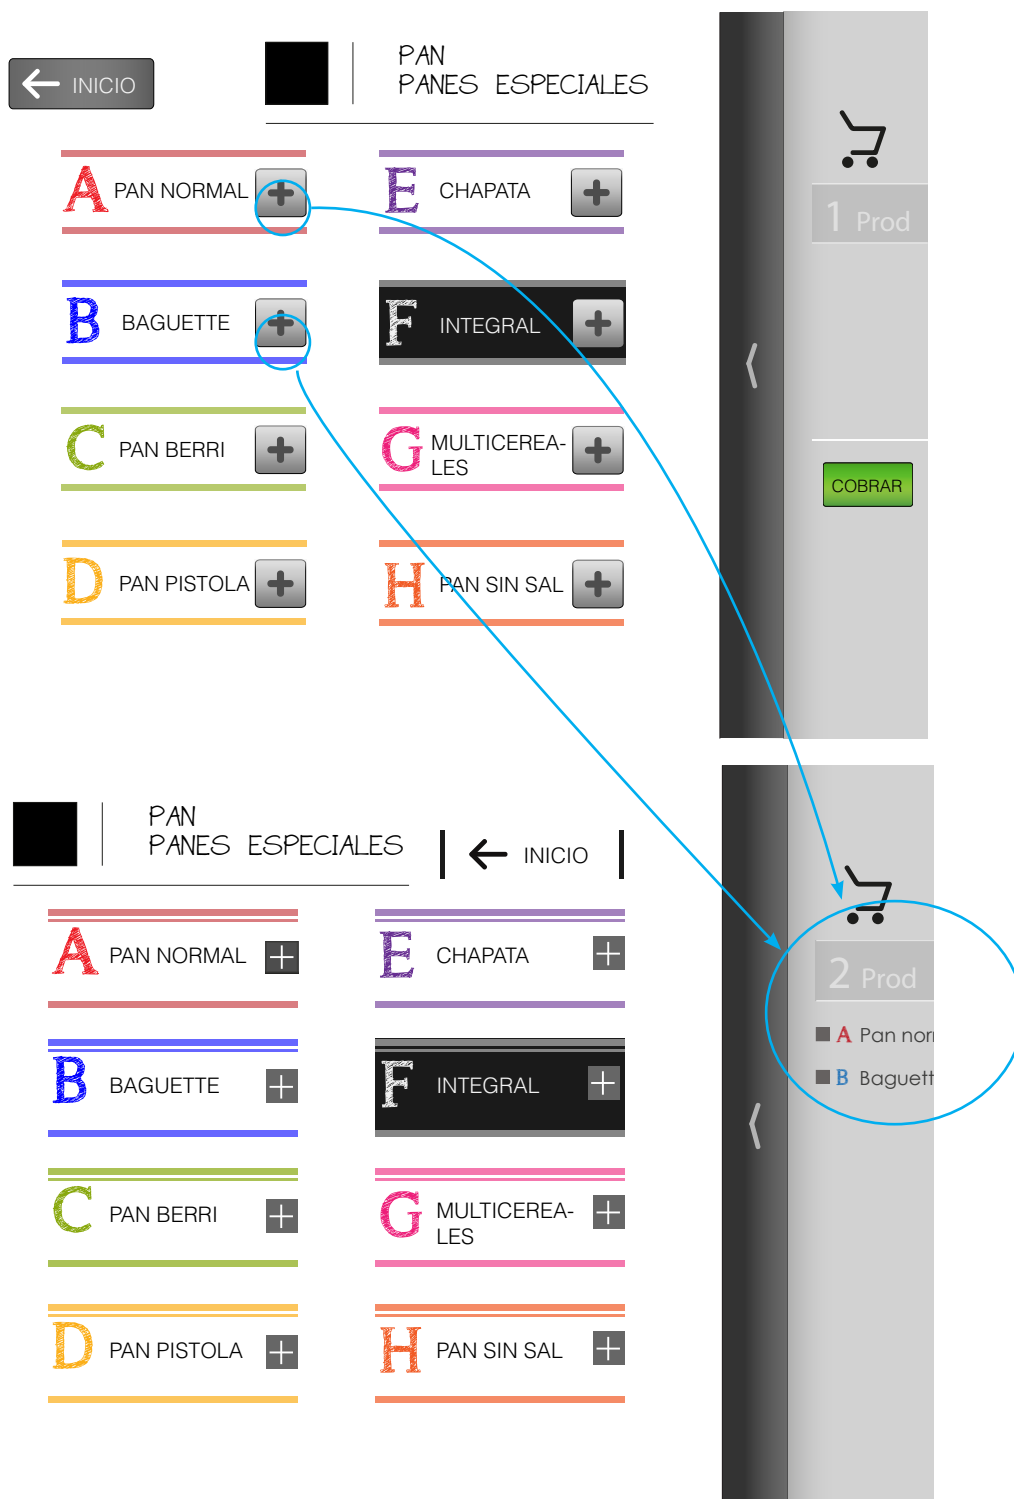 INICIO
PAN
PANES ESPECIALES
A PAN NORMAL
E CHAPATA
B BAGUETTE
F INTEGRAL
C PAN BERRI
G MULTICEREA-
LES
D PAN PISTOLA
H PAN SIN SAL
1 Prod
COBRAR
PAN
PANES ESPECIALES
INICIO
A PAN NORMAL
E CHAPATA
B BAGUETTE
F INTEGRAL
C PAN BERRI
G MULTICEREA-
LES
D PAN PISTOLA
H PAN SIN SAL
2 Prod
A Pan nor
B Baguett